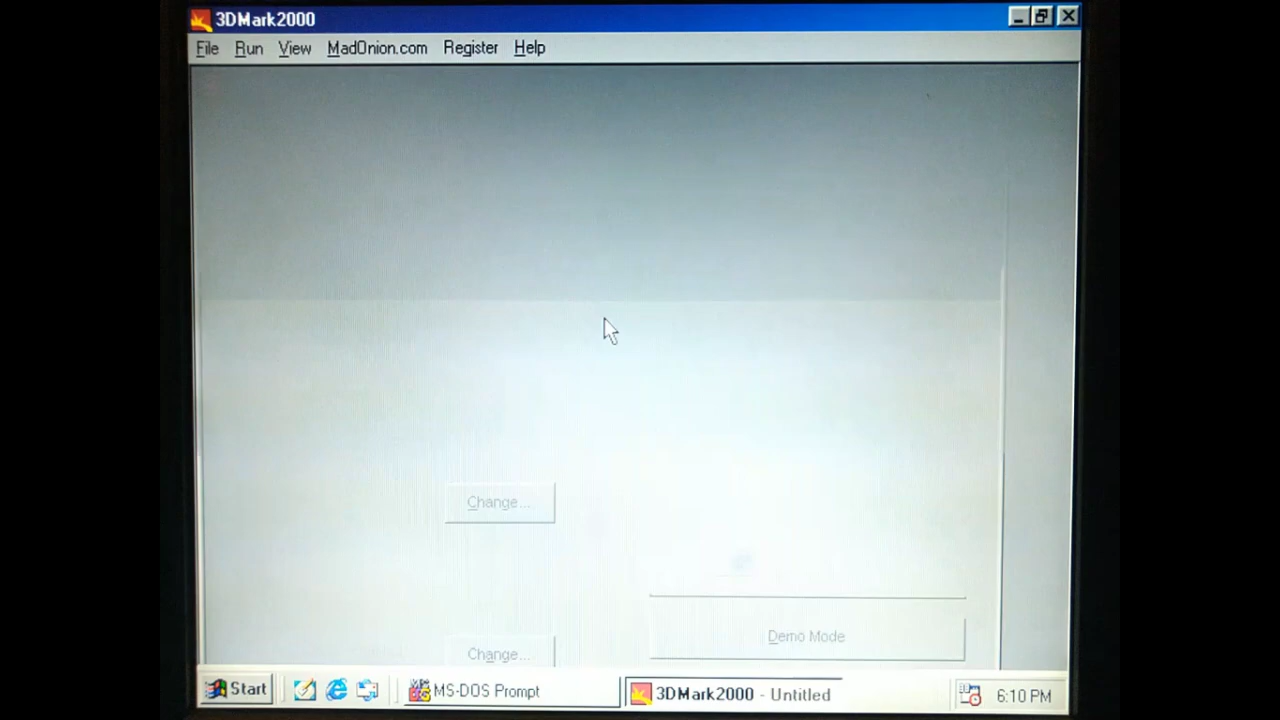 3DMark2000
File Run View MadOnion.com Register Help
Change...
Demo Mode
Change...
Start MS-DOS Prompt 3DMark2000 - Untitled 6:10 PM